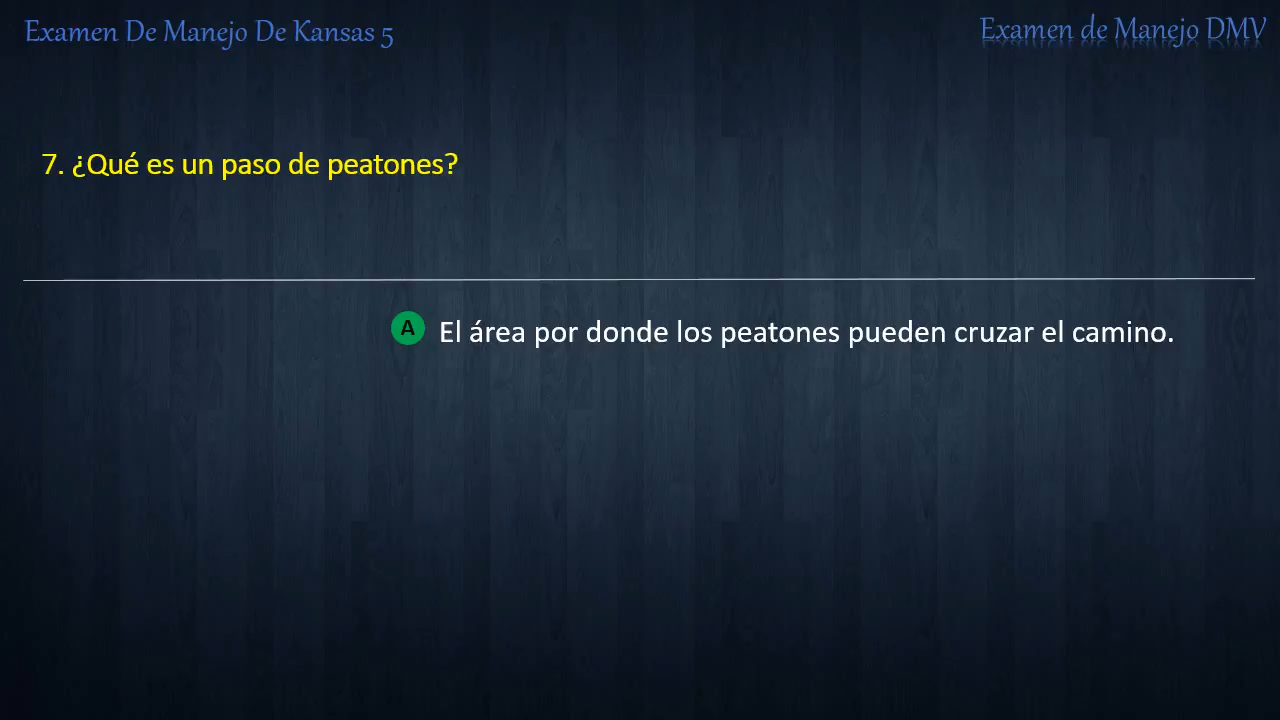 Examen De Manejo De Kansas 5
Examen de Manejo DMV
7. ¿Qué es un paso de peatones?
A El área por donde los peatones pueden cruzar el camino.